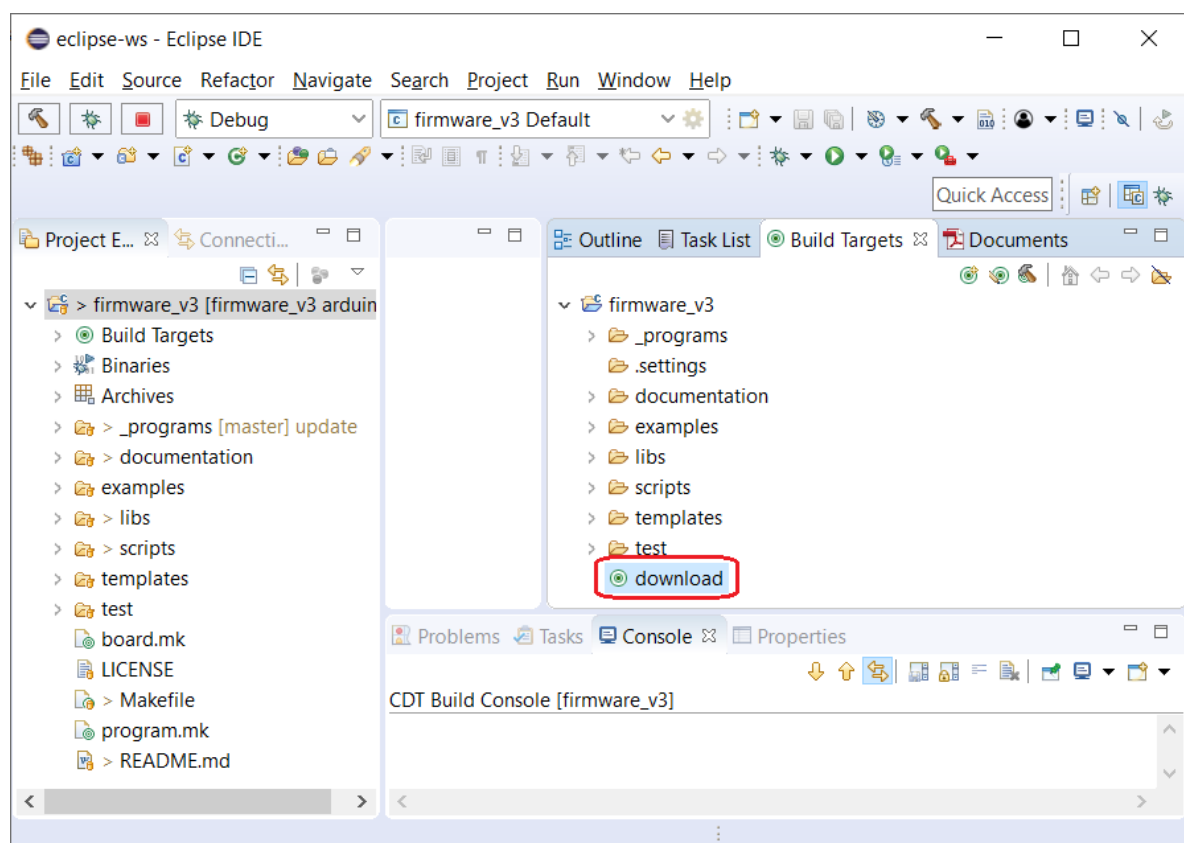 eclipse-ws - Eclipse IDE
File Edit Source Refactor Navigate Search Project Run Window Help
Debug
firmware_v3 Default
Quick Access
Project E...
Connecti...
> firmware_v3 [firmware_v3 arduin
Build Targets
Binaries
Archives
> _programs [master] update
> documentation
examples
> libs
> scripts
templates
test
board.mk
LICENSE
> Makefile
program.mk
> README.md
Outline
Task List
Build Targets
Documents
firmware_v3
_programs
.settings
documentation
examples
libs
scripts
templates
test
download
Problems
Tasks
Console
Properties
CDT Build Console [firmware_v3]